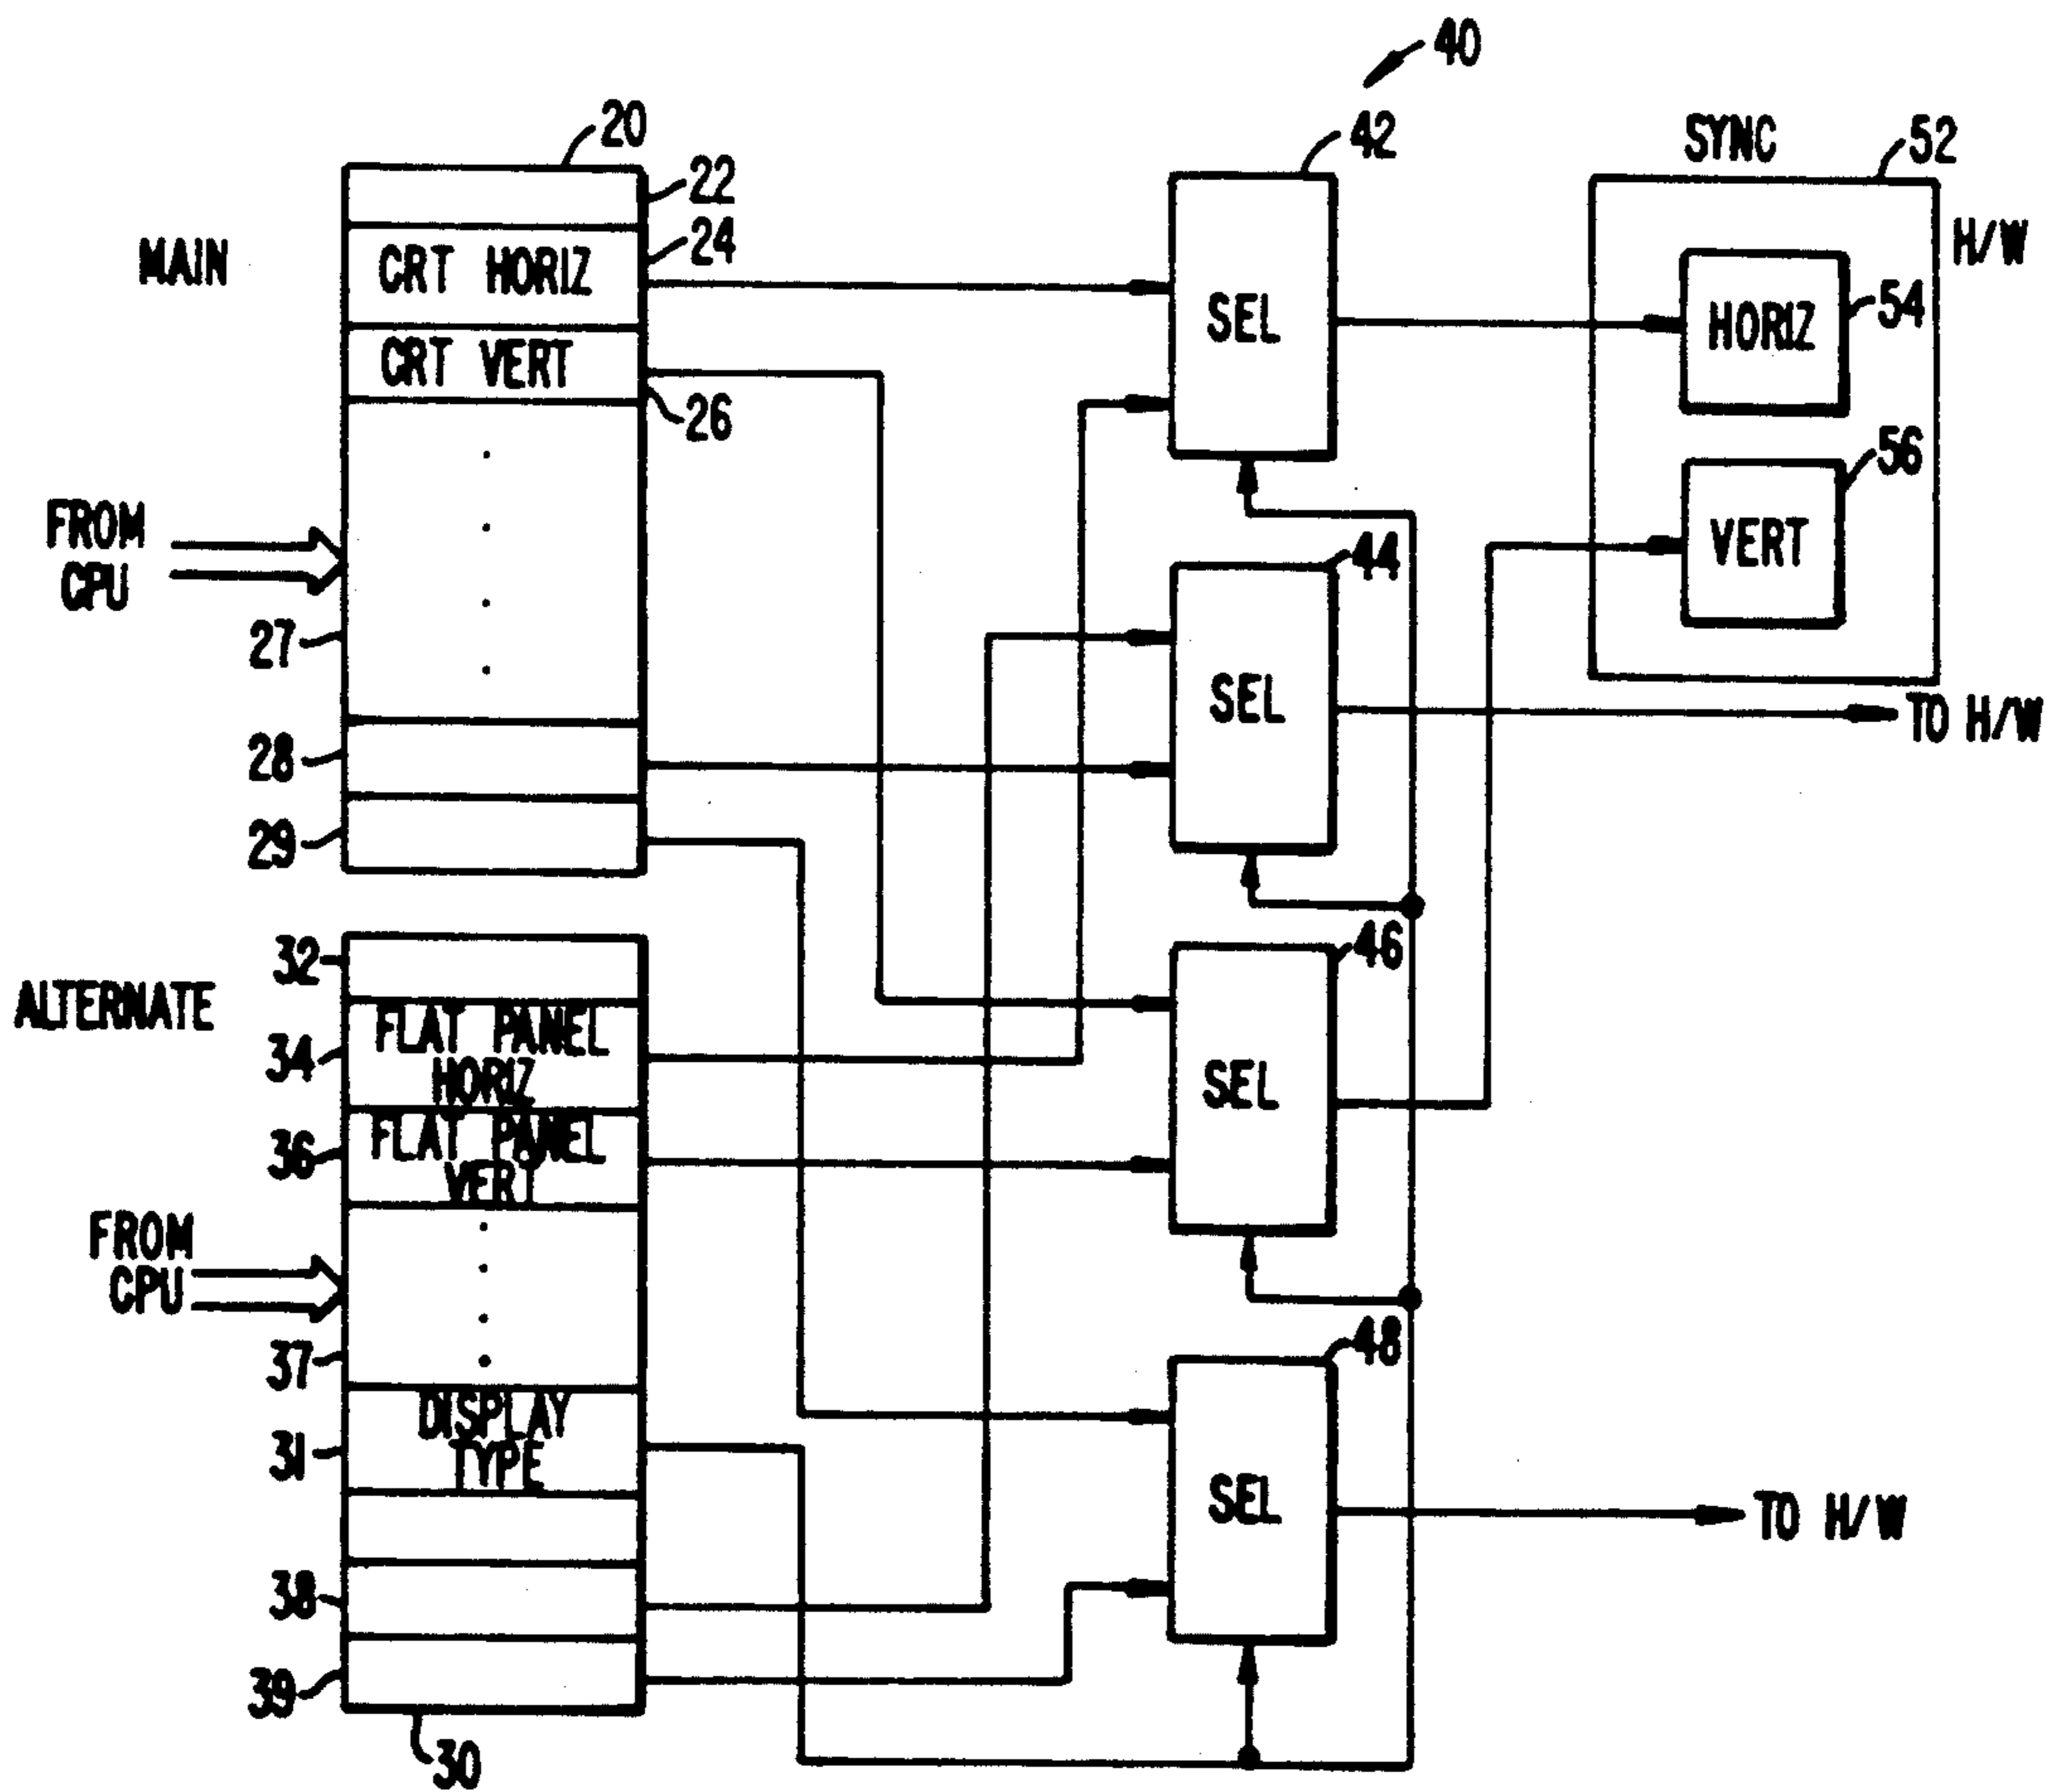 40
20
42
SYNC
52
22
MAIN
24
CRT HORIZ
H/W
SEL
HORIZ
54
CRT VERT
26
56
FROM
CPU
VERT
44
27
SEL
TO H/W
28
29
46
32
ALTERNATE
34
FLAT PANEL
HORIZ
SEL
36
FLAT PANEL
VERT
FROM
CPU
48
37
31
DISPLAY
TYPE
SEL
TO H/W
38
39
30